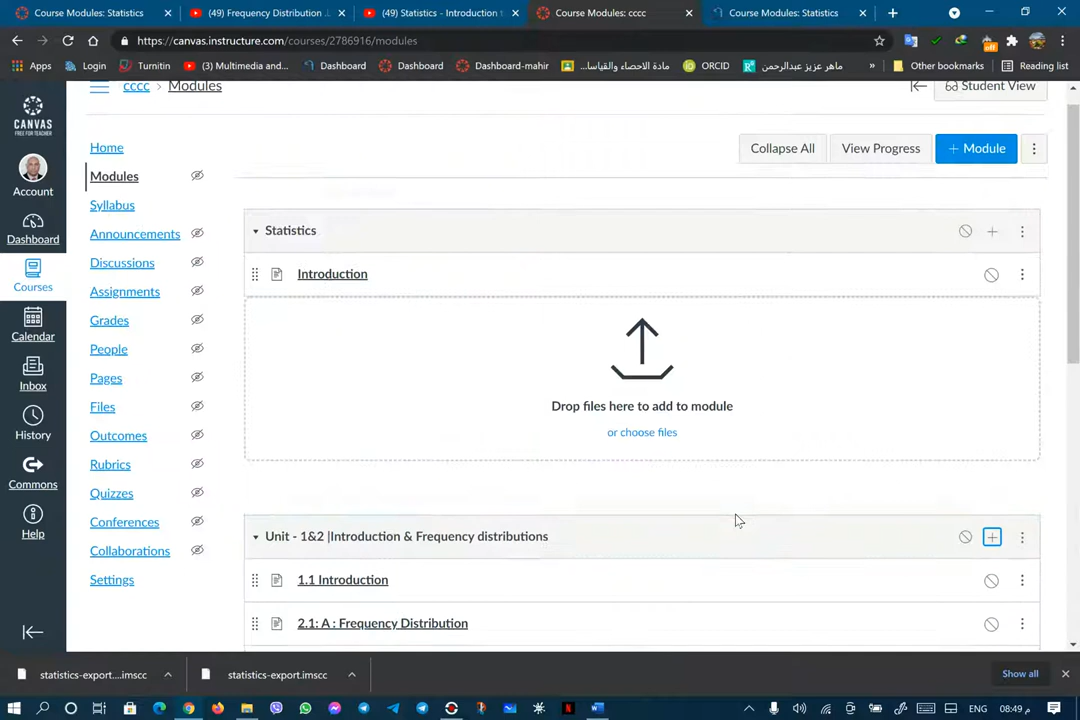 Course Modules: Statistics
(49) Frequency Distribution .
(49) Statistics - Introduction t
Course Modules: cccc
Course Modules: Statistics
https://canvas.instructure.com/courses/2786916/modules
Apps
Login
Turnitin
(3) Multimedia and...
Dashboard
Dashboard
Dashboard-mahir
مادة الاحصاء والقياسا...
ORCID
ماهر عزيز عبدالرحمن
»
Other bookmarks
Reading list
off
CANVAS
FREE FOR TEACHER
Account
Dashboard
Courses
Calendar
Inbox
History
Commons
Help
cccc > Modules
Student View
Home
Modules
Syllabus
Announcements
Discussions
Assignments
Grades
People
Pages
Files
Outcomes
Rubrics
Quizzes
Conferences
Collaborations
Settings
Collapse All
View Progress
+ Module
Statistics
Introduction
Drop files here to add to module
or choose files
Unit - 1&2 |Introduction & Frequency distributions
1.1 Introduction
2.1: A : Frequency Distribution
statistics-export....imscc
statistics-export.imscc
Show all
ENG
م 08:49